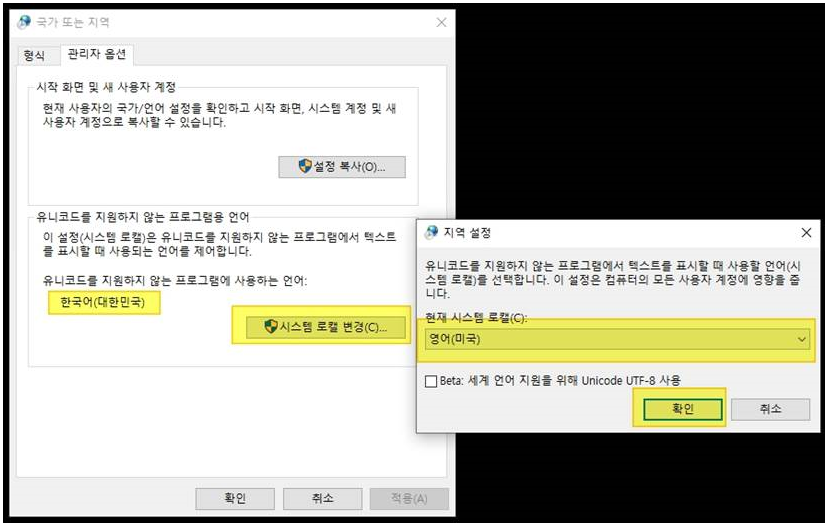 국가 또는 지역
형식
관리자 옵션
시작 화면 및 새 사용자 계정
현재 사용자의 국가/언어 설정을 확인하고 시작 화면, 시스템 계정 및 새
사용자 계정으로 복사할 수 있습니다.
설정 복사(O)...
유니코드를 지원하지 않는 프로그램용 언어
이 설정(시스템 로캘)은 유니코드를 지원하지 않는 프로그램에서 텍스트
를 표시할 때 사용되는 언어를 제어합니다.
유니코드를 지원하지 않는 프로그램에 사용하는 언어:
한국어(대한민국)
시스템 로캘 변경(C)...
확인
취소
적용(A)
지역 설정
유니코드를 지원하지 않는 프로그램에서 텍스트를 표시할 때 사용할 언어(시
스템 로캘)를 선택합니다. 이 설정은 컴퓨터의 모든 사용자 계정에 영향을 줍
니다.
현재 시스템 로캘(C):
영어(미국)
Beta: 세계 언어 지원을 위해 Unicode UTF-8 사용
확인
취소